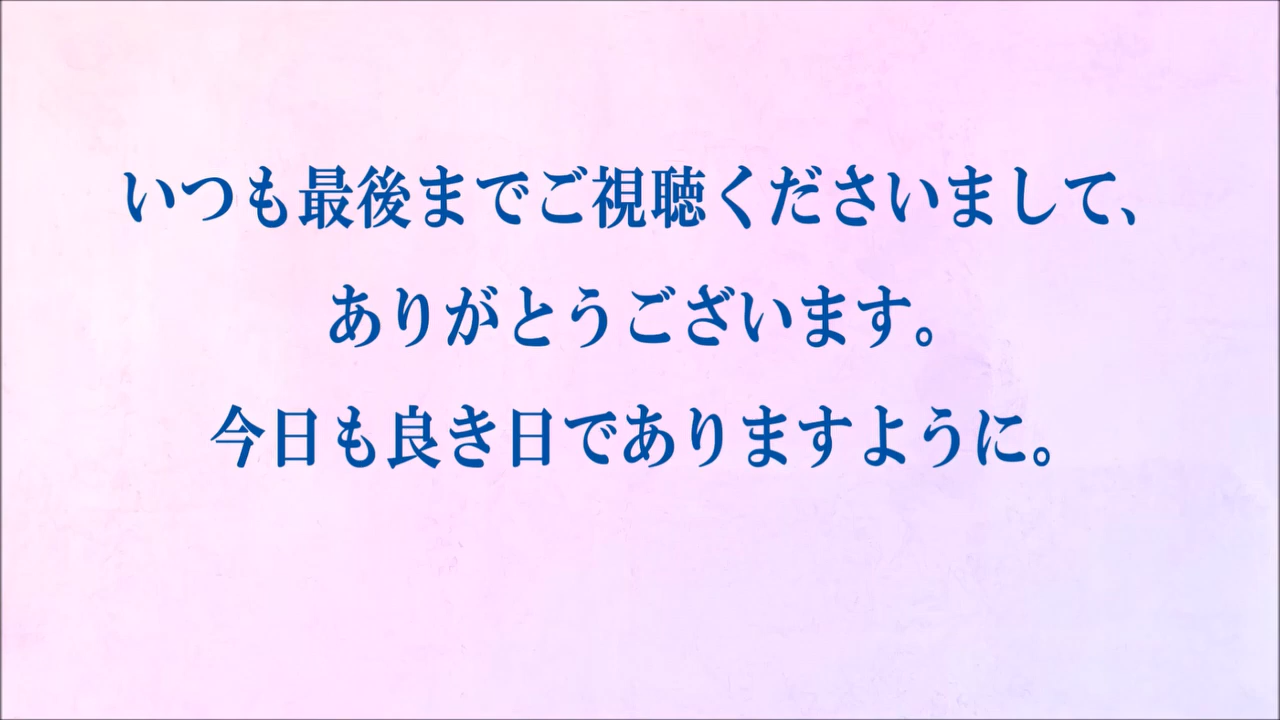 いつも最後までご視聴くださいまして、
ありがとうございます。
今日も良き日でありますように。